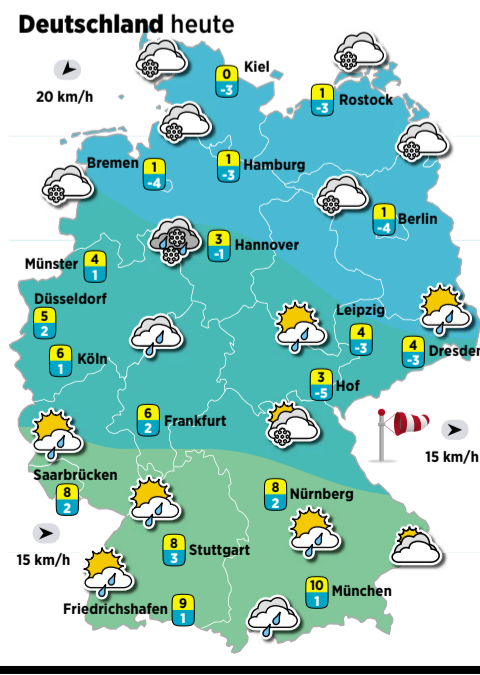 Deutschland heute
20 km/h
Kiel
0
-3
1
-3
Rostock
Bremen
1
-4
1
-3
Hamburg
1
-4
Berlin
3
-1
Hannover
Münster
4
1
Düsseldorf
5
2
Leipzig
4
-3
4
-3
Dresden
6
1
Köln
3
-5
Hof
6
2
Frankfurt
15 km/h
Saarbrücken
8
2
8
2
Nürnberg
15 km/h
8
3
Stuttgart
10
1
München
Friedrichshafen
9
1